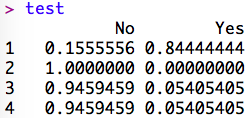 > test
No Yes
1 0.1555556 0.84444444
2 1.0000000 0.00000000
3 0.9459459 0.05405405
4 0.9459459 0.05405405